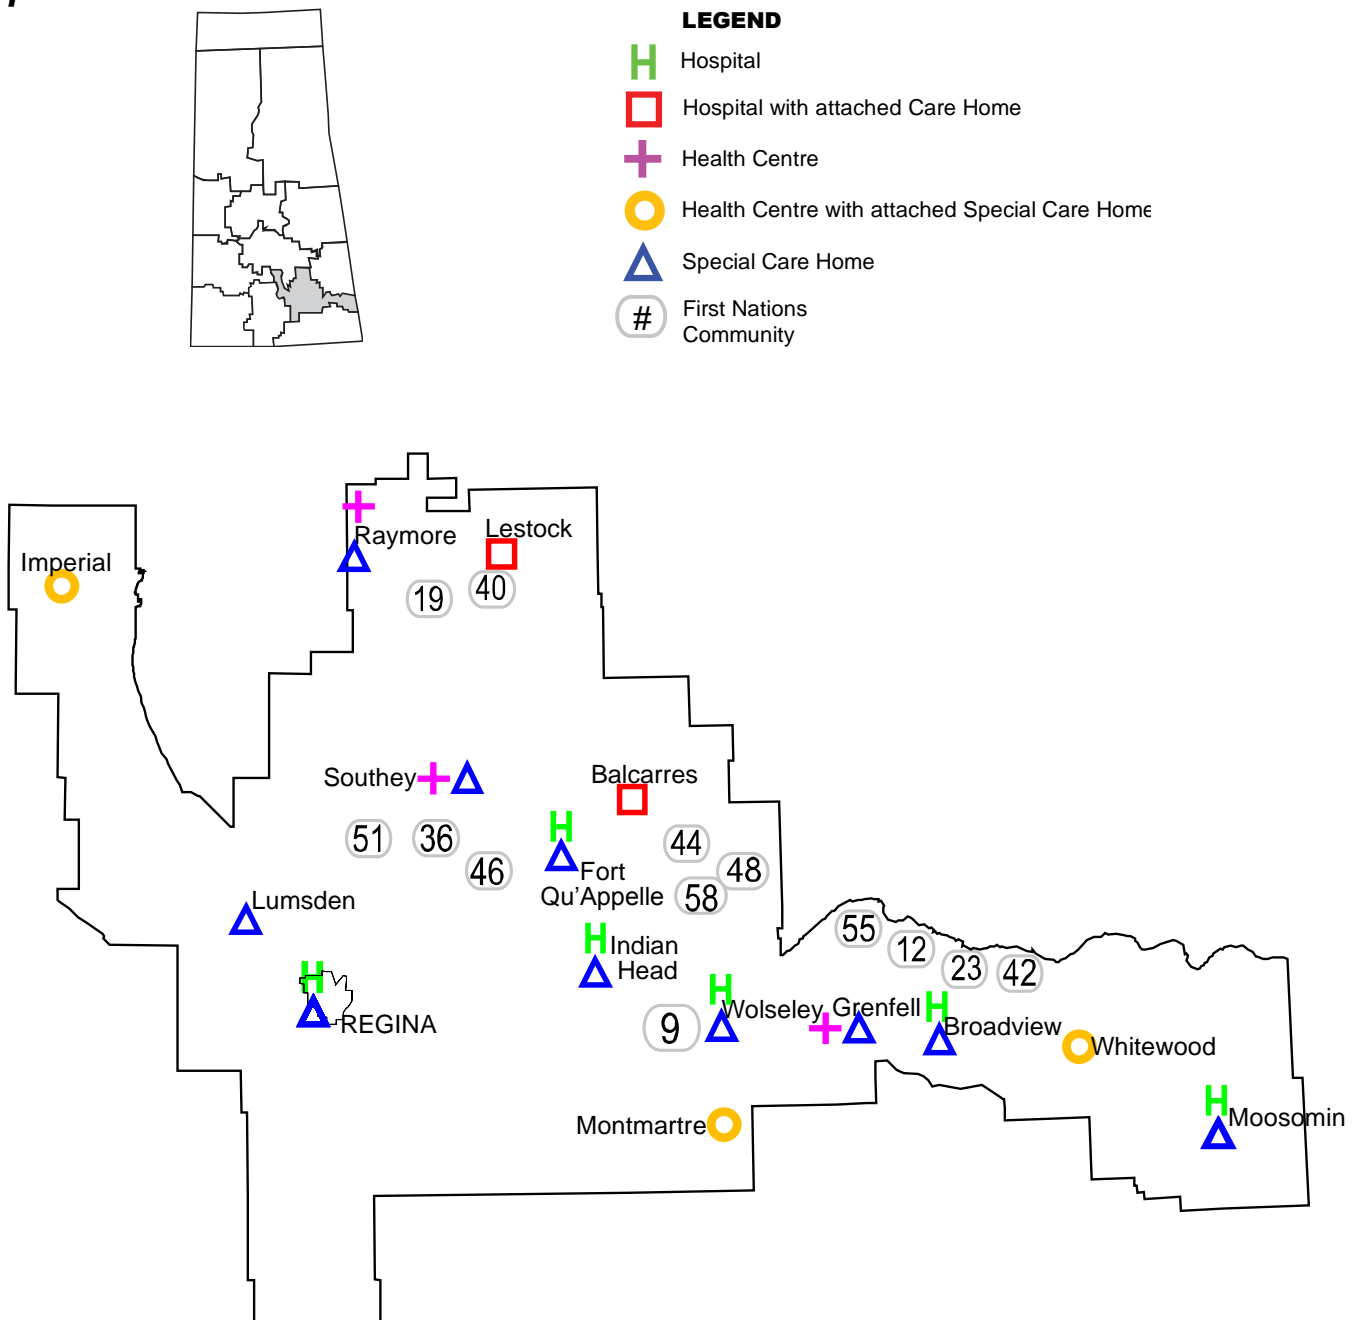 LEGEND
H Hospital
Hospital with attached Care Home
Health Centre
Health Centre with attached Special Care Home
Special Care Home
# First Nations
Community
Raymore
Lestock
Imperial
19
40
Southey
Balcarres
H
51
36
44
46
48
Fort
Qu'Appelle
58
Lumsden
55
H Indian
Head
12
23
42
H
REGINA
H
Wolseley
Grenfell
H
Broadview
9
Whitewood
Montmartre
H
Moosomin